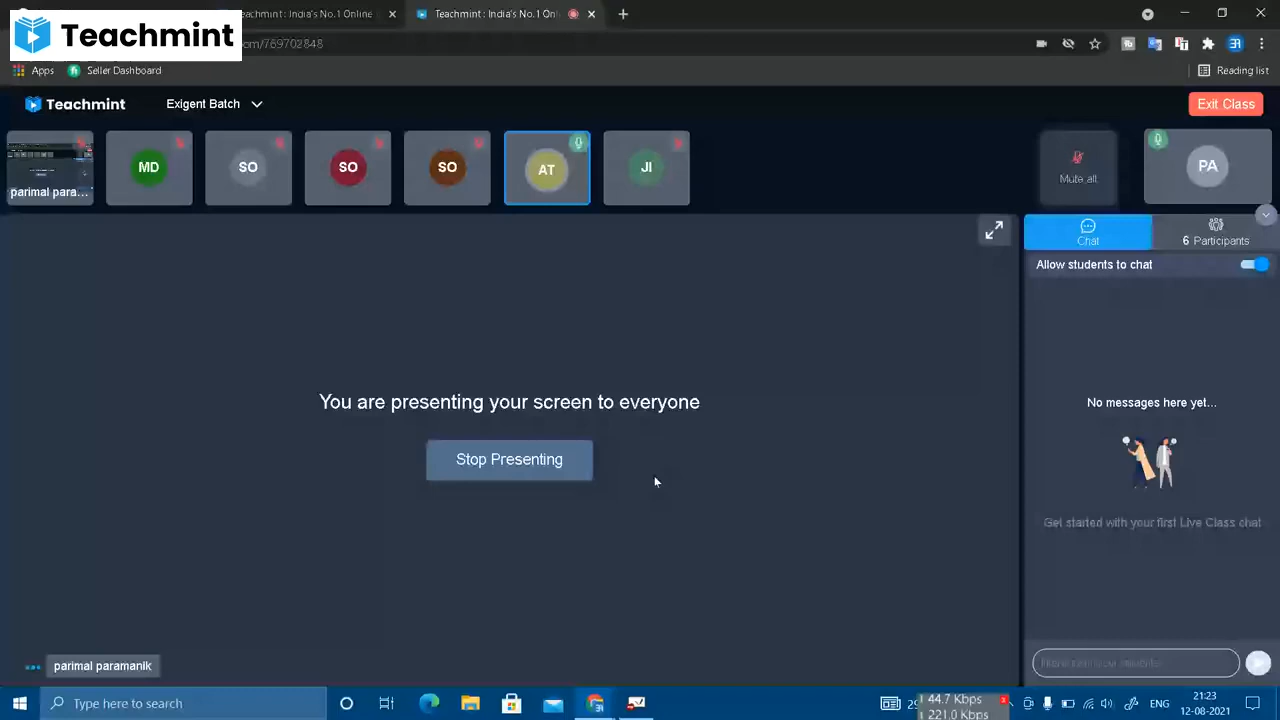 Teachmint : India's No.1 Online
Teachmint : India's No.1 Onl
Teachmint
om/769702848
Apps
Seller Dashboard
Reading list
Teachmint
Exigent Batch
Exit Class
parimal para...
MD
SO
SO
SO
AT
JI
Mute all
PA
Chat
6 Participants
Allow students to chat
You are presenting your screen to everyone
Stop Presenting
No messages here yet...
Get started with your first Live Class chat
parimal paramanik
Type here to search
44.7 Kbps
221.0 Kbps
3
ENG
21:23
12-08-2021